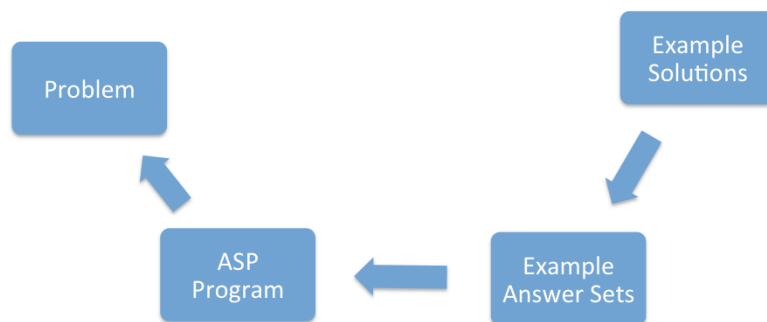 Problem
Example
Solutions
ASP
Program
Example
Answer Sets